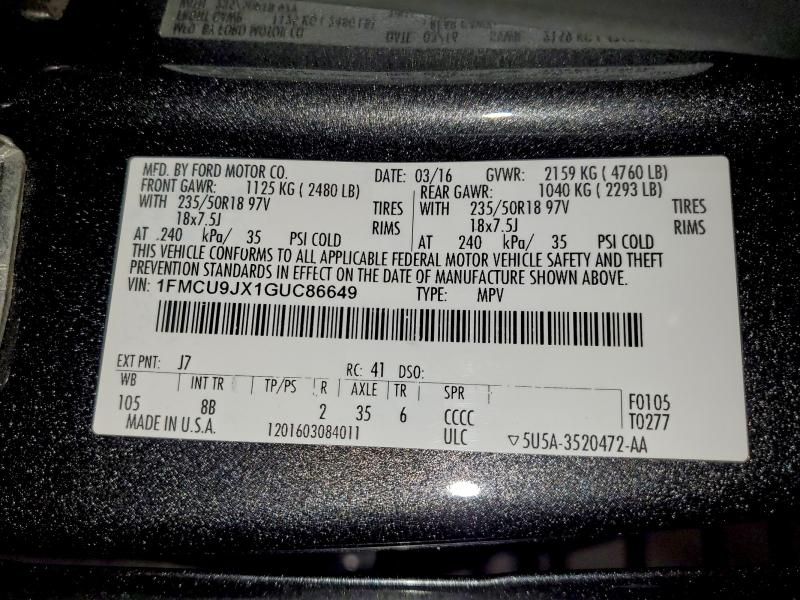 MFD. BY FORD MOTOR CO. DATE: 03/16 GVWR: 2159 KG ( 4760 LB)
FRONT GAWR: 1125 KG ( 2480 LB) REAR GAWR: 1040 KG ( 2293 LB)
WITH 235/50R18 97V TIRES WITH 235/50R18 97V TIRES
18x7.5J RIMS 18x7.5J RIMS
AT .240 kPa/ 35 PSI COLD AT 240 kPa/ 35 PSI COLD
THIS VEHICLE CONFORMS TO ALL APPLICABLE FEDERAL MOTOR VEHICLE SAFETY AND THEFT
PREVENTION STANDARDS IN EFFECT ON THE DATE OF MANUFACTURE SHOWN ABOVE.
VIN: 1FMCU9JX1GUC86649 TYPE: MPV
EXT PNT: J7 RC: 41 DSO:
WB INT TR TP/PS R AXLE TR SPR F0105
105 8B 2 35 6 CCCC T0277
MADE IN U.S.A. 1201603084011 ULC ▽5U5A-3520472-AA